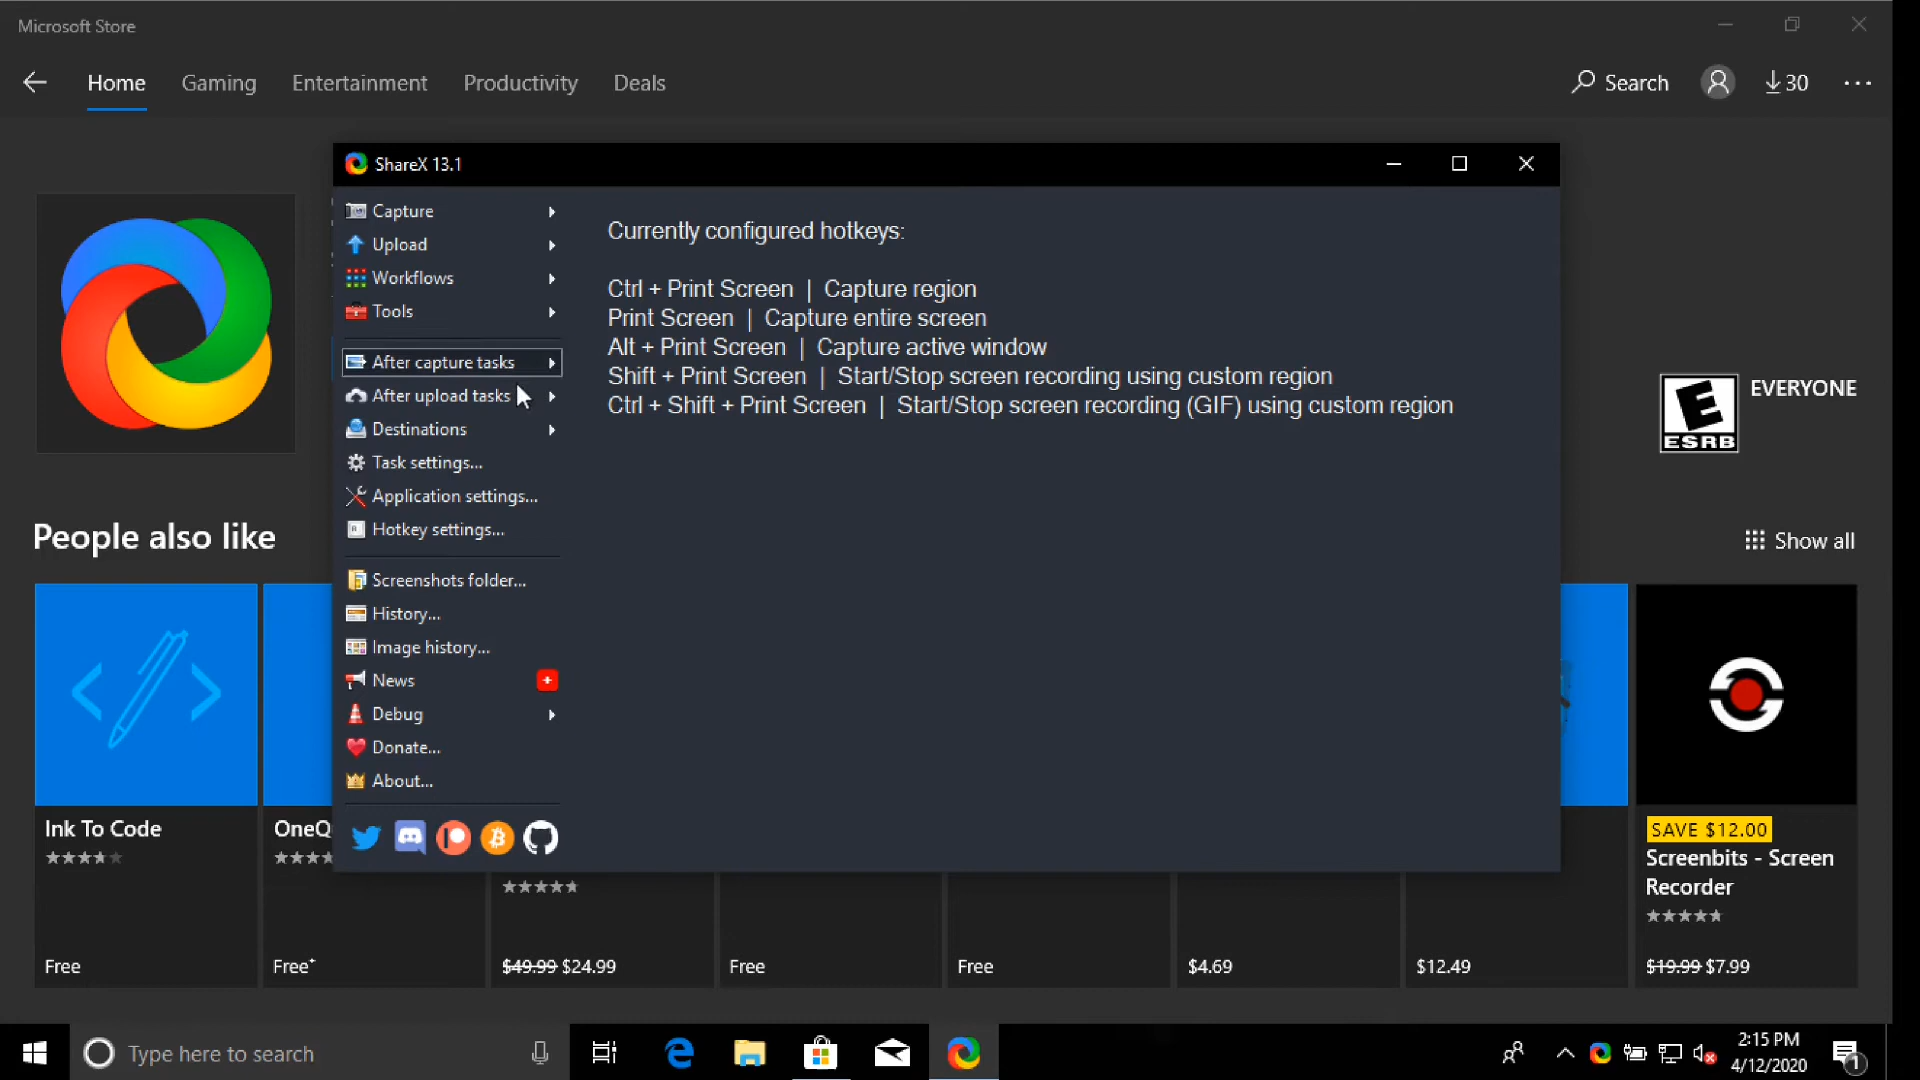 Microsoft Store
Home Gaming Entertainment Productivity Deals
Search 30
ShareX 13.1
Capture
Upload
Workflows
Tools
After capture tasks
After upload tasks
Destinations
Task settings...
Application settings...
Hotkey settings...
Screenshots folder...
History...
Image history...
News
Debug
Donate...
About...
Currently configured hotkeys:
Ctrl + Print Screen | Capture region
Print Screen | Capture entire screen
Alt + Print Screen | Capture active window
Shift + Print Screen | Start/Stop screen recording using custom region
Ctrl + Shift + Print Screen | Start/Stop screen recording (GIF) using custom region
E
ESRB
EVERYONE
People also like
Show all
Ink To Code
OneQ
SAVE $12.00
Screenbits - Screen
Recorder
Free
Free+
$49.99 $24.99
Free
Free
$4.69
$12.49
$19.99 $7.99
Type here to search
2:15 PM
4/12/2020
1